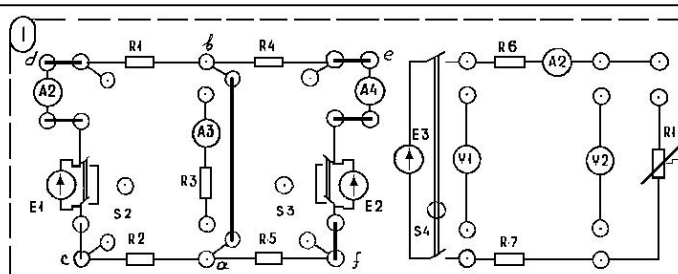 1
d R1 b R4 e R6 A2
A2 A3 A4 E3 V1 V2 R1
R3
E1 S2 S3 E2 S4
c R2 a R5 f R7